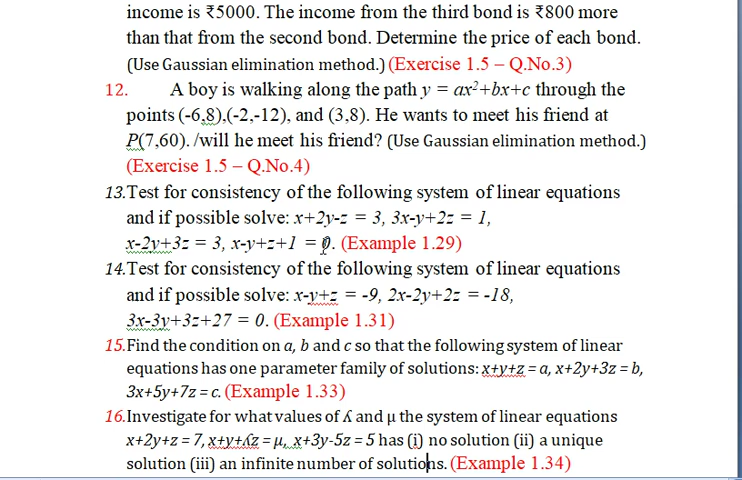 income is ₹5000. The income from the third bond is ₹800 more
than that from the second bond. Determine the price of each bond.
(Use Gaussian elimination method.) (Exercise 1.5 – Q.No.3)
12. A boy is walking along the path y = ax²+bx+c through the
points (-6,8),(-2,-12), and (3,8). He wants to meet his friend at
P(7,60). /will he meet his friend? (Use Gaussian elimination method.)
(Exercise 1.5 – Q.No.4)
13.Test for consistency of the following system of linear equations
and if possible solve: x+2y-z = 3, 3x-y+2z = 1,
x-2y+3z = 3, x-y+z+1 = 0. (Example 1.29)
14.Test for consistency of the following system of linear equations
and if possible solve: x-y+z = -9, 2x-2y+2z = -18,
3x-3y+3z+27 = 0. (Example 1.31)
15.Find the condition on a, b and c so that the following system of linear
equations has one parameter family of solutions: x+y+z = a, x+2y+3z = b,
3x+5y+7z = c. (Example 1.33)
16.Investigate for what values of ʎ and µ the system of linear equations
x+2y+z = 7, x+y+ʎz = µ, x+3y-5z = 5 has (i) no solution (ii) a unique
solution (iii) an infinite number of solutions. (Example 1.34)